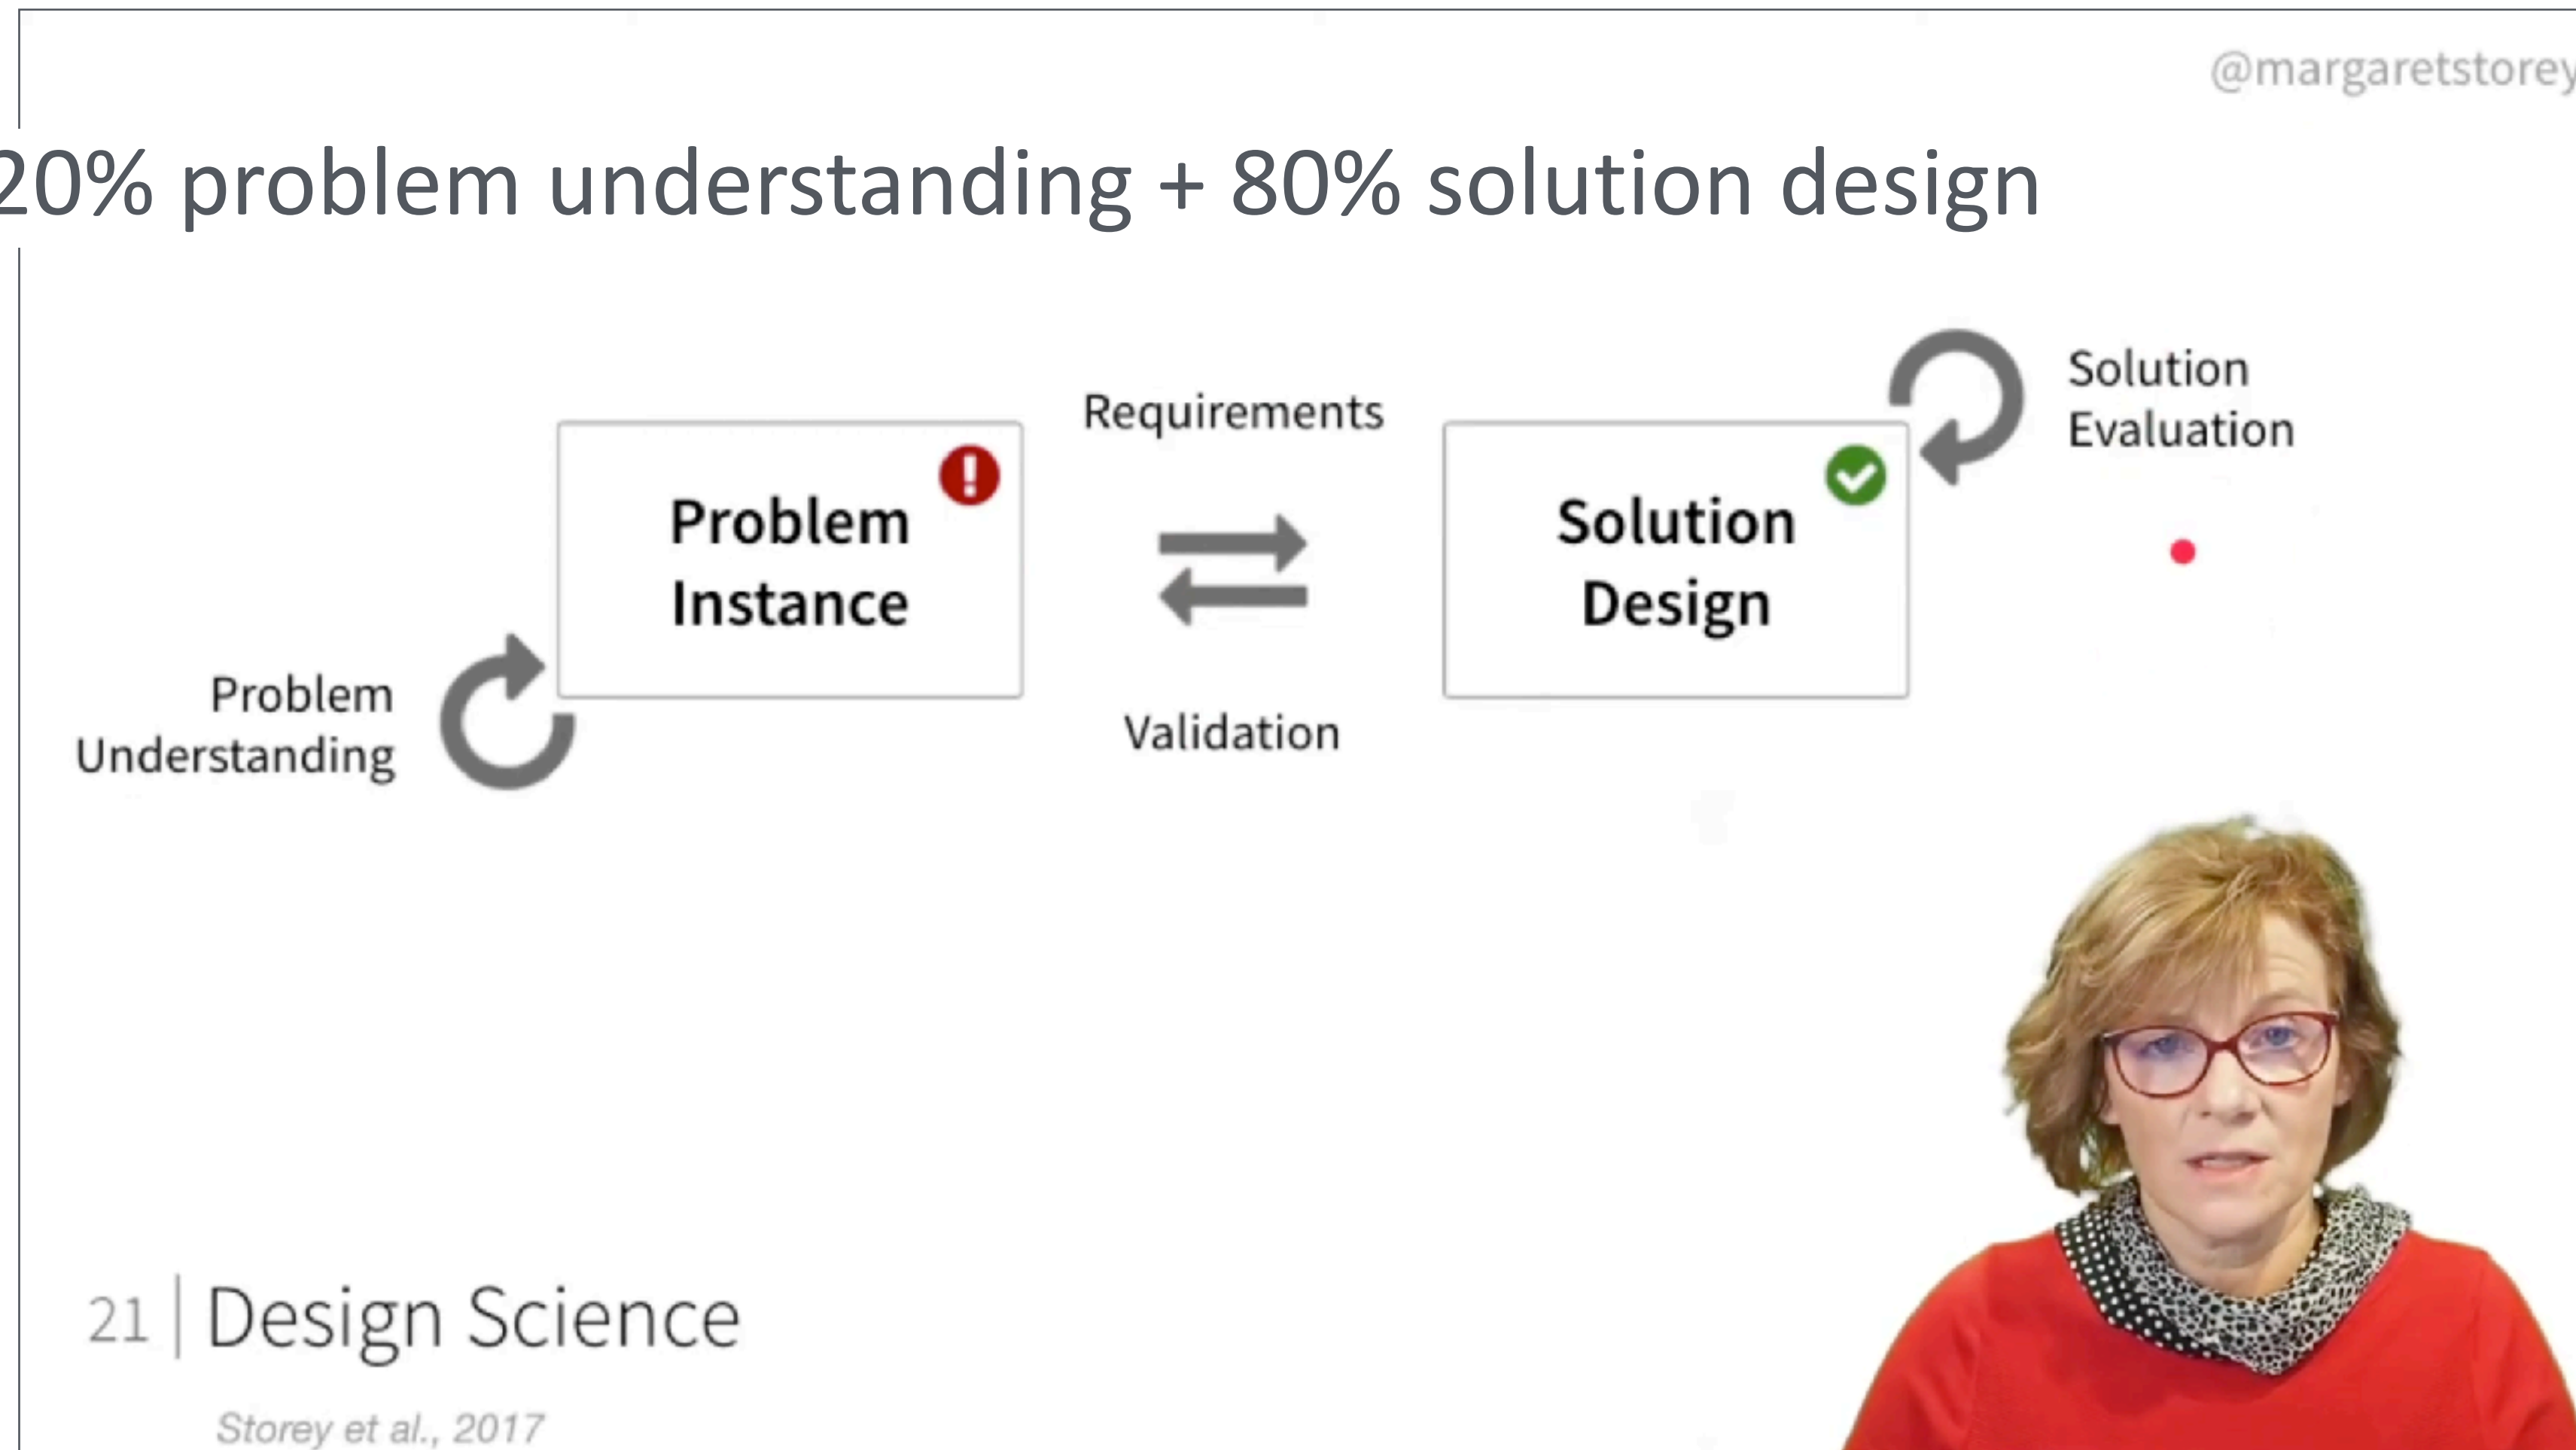 @margaretstorey
20% problem understanding + 80% solution design
Solution
Evaluation
Requirements
Problem
Instance
Solution
Design
Problem
Understanding
Validation
21 | Design Science
Storey et al., 2017